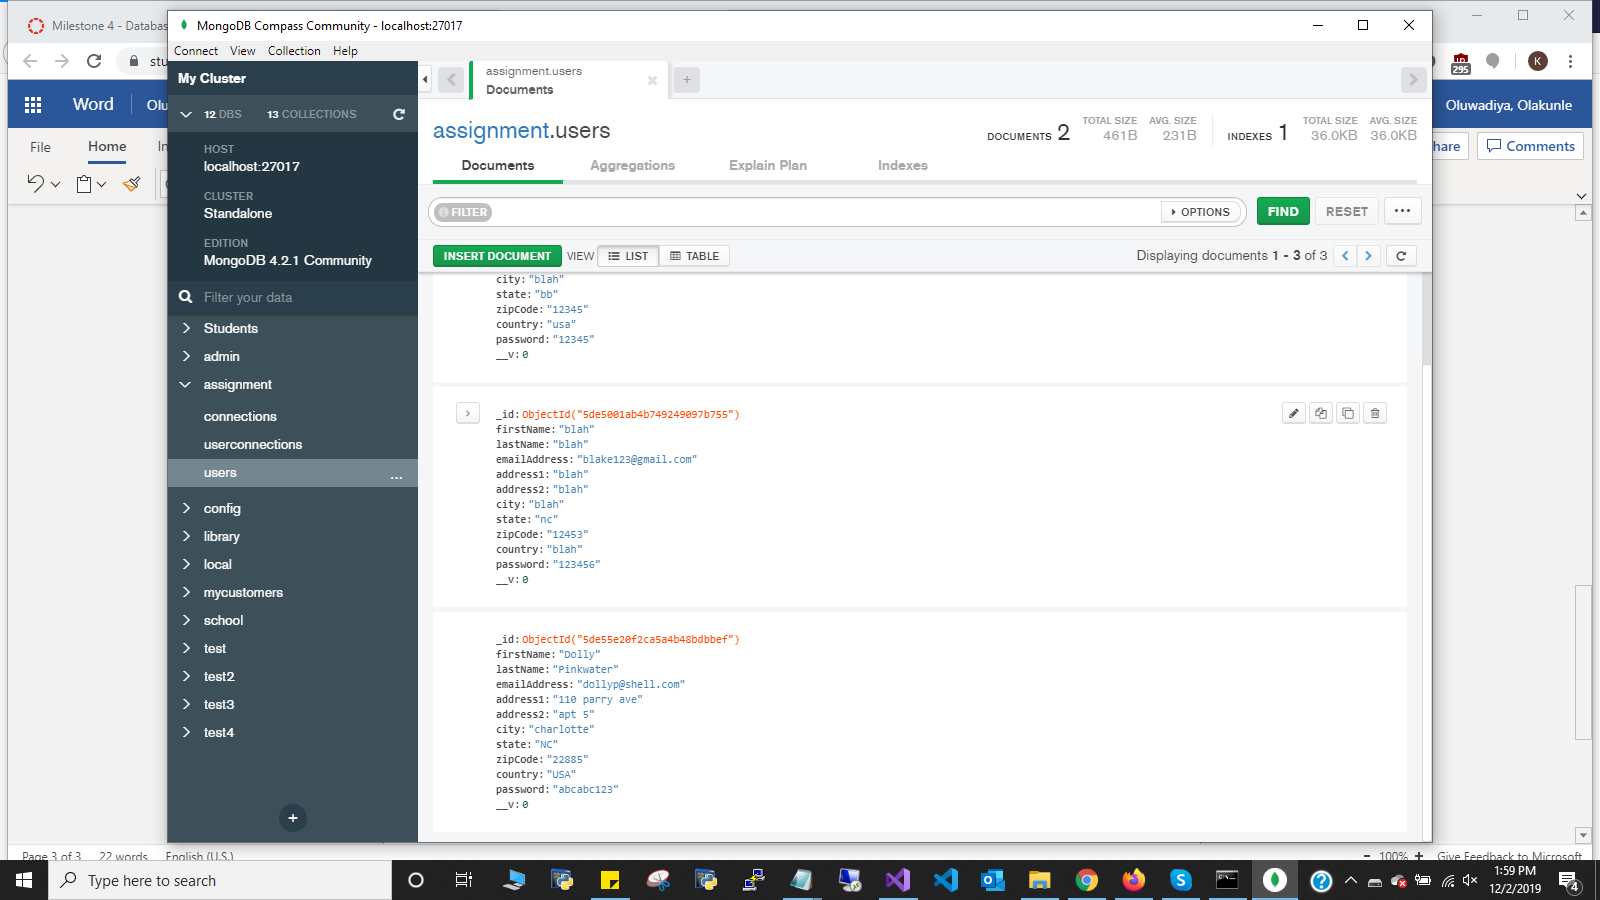 Milestone 4 - Databas
MongoDB Compass Community - localhost:27017
Connect View Collection Help
stu
295
K
Word
Olu
Oluwadiya, Olakunle
File
Home
In
hare
Comments
My Cluster
12 DBS 13 COLLECTIONS
HOST
localhost:27017
CLUSTER
Standalone
EDITION
MongoDB 4.2.1 Community
Filter your data
Students
admin
assignment
connections
userconnections
users
...
config
library
local
mycustomers
school
test
test2
test3
test4
+
assignment.users
Documents
+
assignment.users
DOCUMENTS 2 TOTAL SIZE 461B AVG. SIZE 231B INDEXES 1 TOTAL SIZE 36.0KB AVG. SIZE 36.0KB
Documents Aggregations Explain Plan Indexes
FILTER
OPTIONS
FIND
RESET
...
INSERT DOCUMENT VIEW LIST TABLE
Displaying documents 1 - 3 of 3
city: "blah"
state: "bb"
zipCode: "12345"
country: "usa"
password: "12345"
__v: 0
_id: ObjectId("5de5001ab4b749249097b755")
firstName: "blah"
lastName: "blah"
emailAddress: "blake123@gmail.com"
address1: "blah"
address2: "blah"
city: "blah"
state: "nc"
zipCode: "12453"
country: "blah"
password: "123456"
__v: 0
_id: ObjectId("5de55e20f2ca5a4b48bdbbef")
firstName: "Dolly"
lastName: "Pinkwater"
emailAddress: "dollyp@shell.com"
address1: "110 parry ave"
address2: "apt 5"
city: "charlotte"
state: "NC"
zipCode: "22885"
country: "USA"
password: "abcabc123"
__v: 0
Page 3 of 3 22 words English (U.S.)
- 100% + Give Feedback to Microsoft
Type here to search
1:59 PM
12/2/2019
4